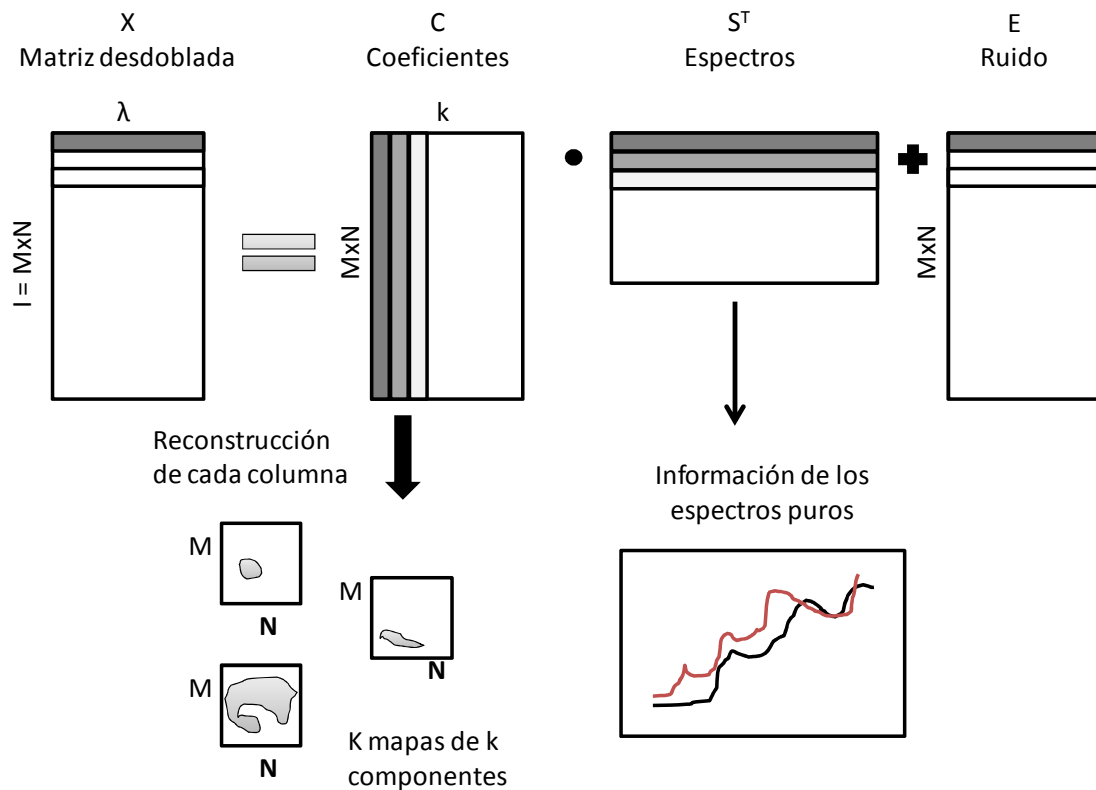 X
Matriz desdoblada
C
Coeficientes
Sᵀ
Espectros
E
Ruido
λ
k
I = MxN
MxN
MxN
Reconstrucción
de cada columna
Información de los
espectros puros
M
N
M
N
M
N
K mapas de k
componentes